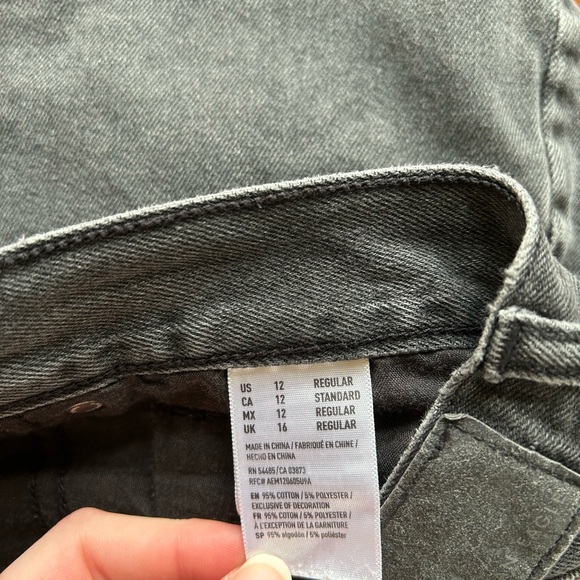 US 12 REGULAR
CA 12 STANDARD
MX 12 REGULAR
UK 16 REGULAR
MADE IN CHINA / FABRIQUÉ EN CHINE /
HECHO EN CHINA
RN 54485/CA 03873
RFC# AEM120605U9A
EN 95% COTTON / 5% POLYESTER /
EXCLUSIVE OF DECORATION
FR 95% COTON / 5% POLYESTER /
À L'EXCEPTION DE LA GARNITURE
SP 95% algodón / 5% poliéster